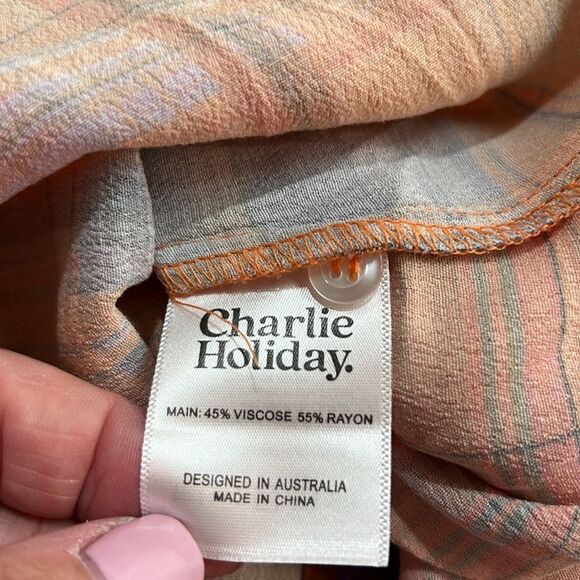 Charlie
Holiday.
MAIN: 45% VISCOSE 55% RAYON
DESIGNED IN AUSTRALIA
MADE IN CHINA